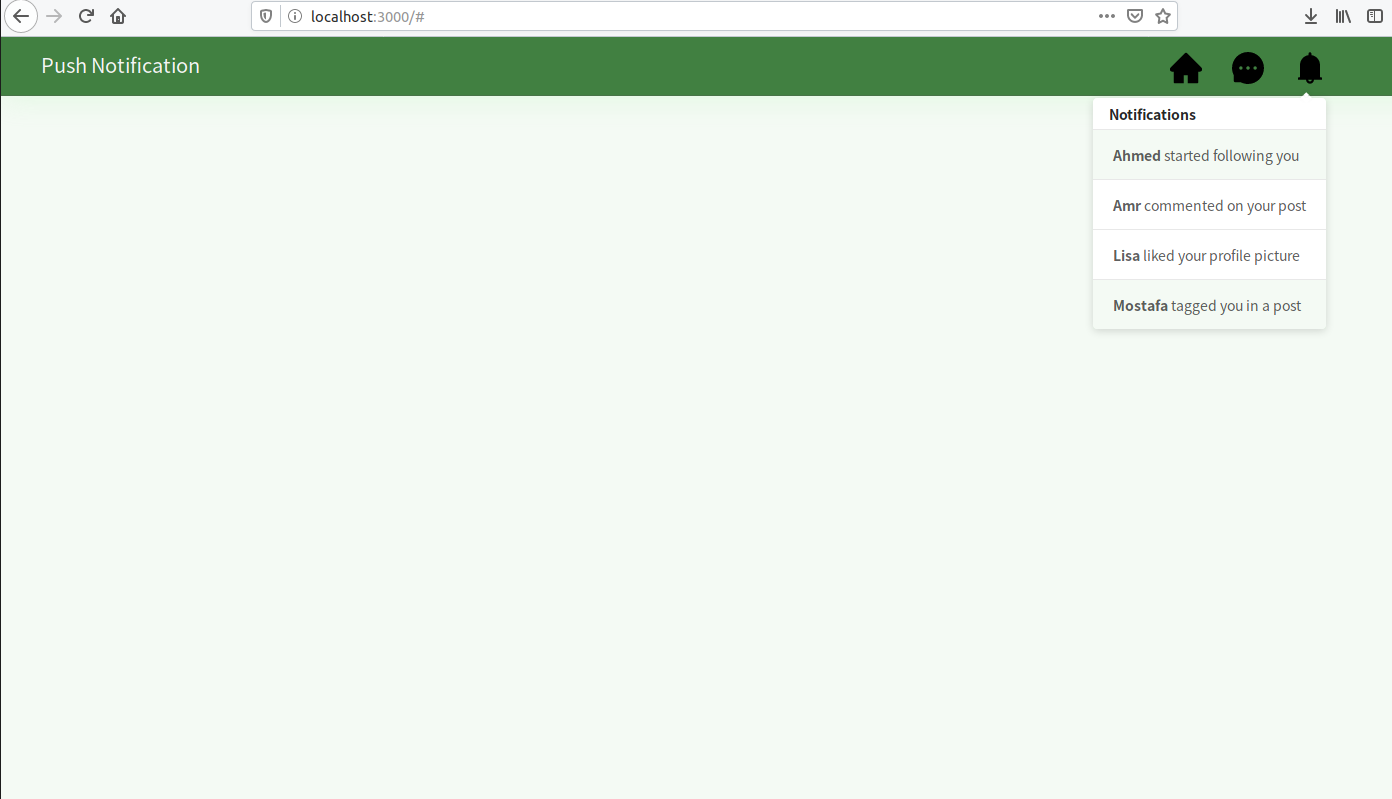 localhost:3000/#
Push Notification
Notifications
Ahmed started following you
Amr commented on your post
Lisa liked your profile picture
Mostafa tagged you in a post